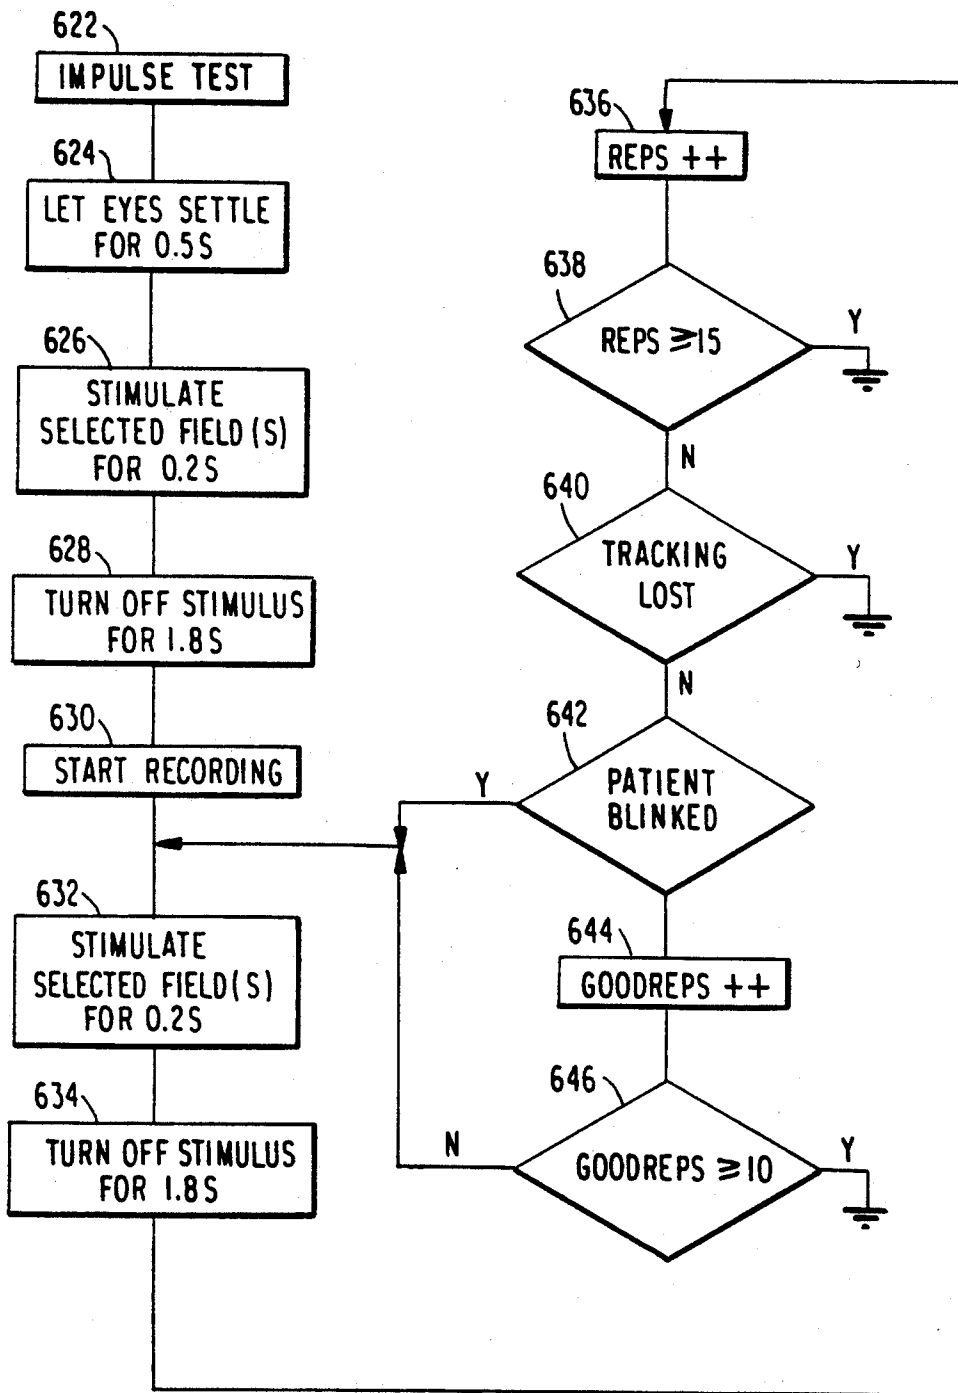 622
IMPULSE TEST
624
LET EYES SETTLE
FOR 0.5S
626
STIMULATE
SELECTED FIELD(S)
FOR 0.2S
628
TURN OFF STIMULUS
FOR 1.8S
630
START RECORDING
632
STIMULATE
SELECTED FIELD(S)
FOR 0.2S
634
TURN OFF STIMULUS
FOR 1.8S
636
REPS ++
638
REPS ≥15
Y
N
640
TRACKING
LOST
Y
N
642
PATIENT
BLINKED
Y
644
GOODREPS ++
646
GOODREPS ≥10
N
Y